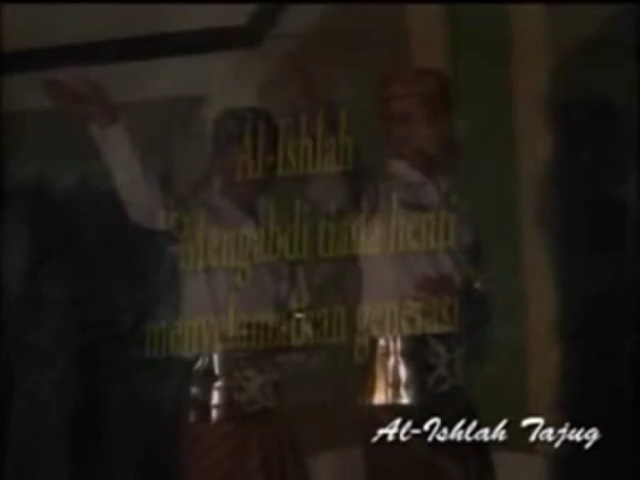 Al-Ishlah
"Mengabdi tiada henti
menyelamatkan generasi
Al-Ishlah Tajug